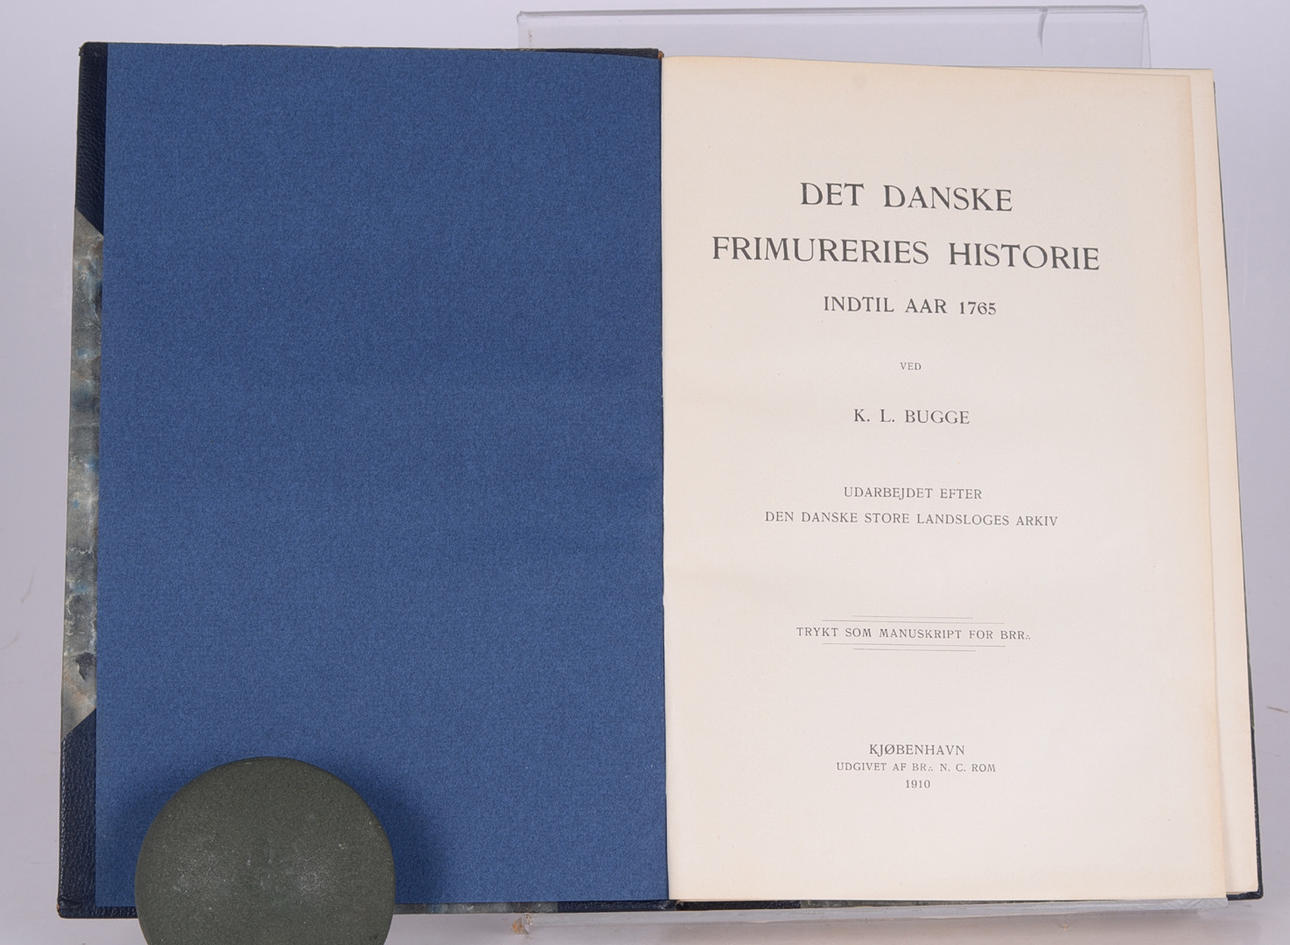 DET DANSKE
FRIMURERIES HISTORIE
INDTIL AAR 1765
VED
K. L. BUGGE
UDARBEJDET EFTER
DEN DANSKE STORE LANDSLOGES ARKIV
TRYKT SOM MANUSKRIPT FOR BRR∴
KJØBENHAVN
UDGIVET AF BR∴ N. C. ROM
1910